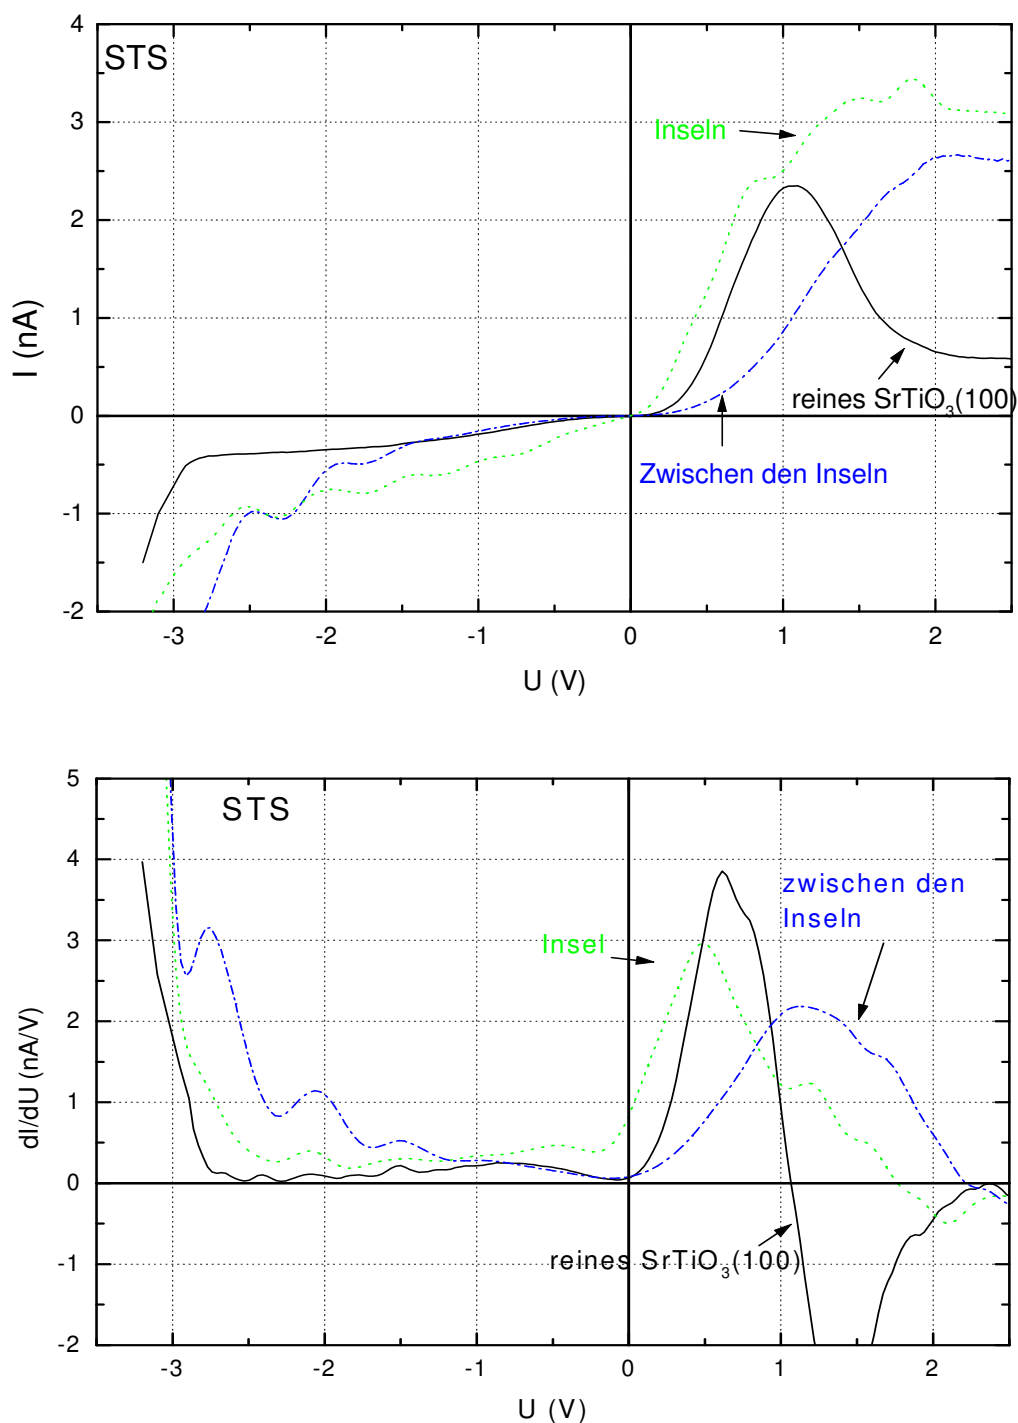 4
STS
3
Inseln
2
I (nA)
1
reines SrTiO₃(100)
0
Zwischen den Inseln
-1
-2
-3 -2 -1 0 1 2
U (V)
5
STS
4
zwischen den
Inseln
Insel
3
2
dI/dU (nA/V)
1
0
reines SrTiO₃(100)
-1
-2
-3 -2 -1 0 1 2
U (V)